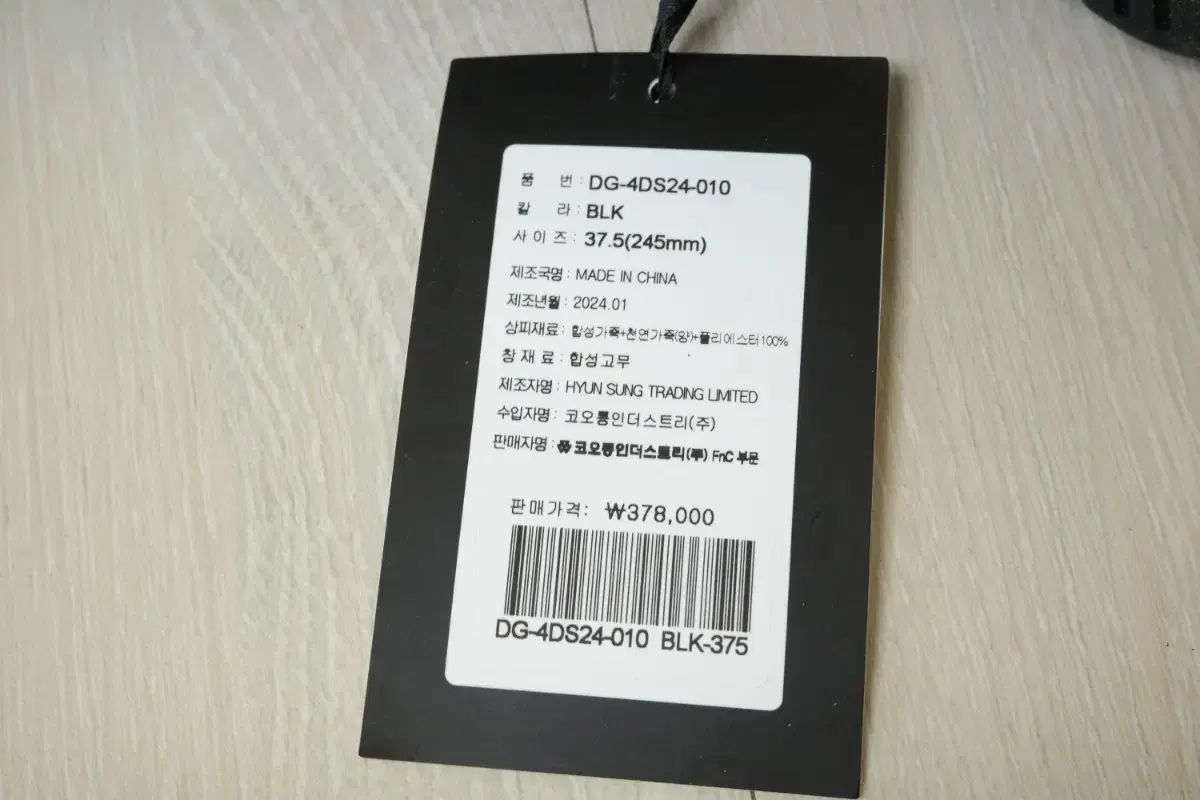 품 번 : DG-4DS24-010
칼 라 : BLK
사 이 즈 : 37.5(245mm)
제조국명 : MADE IN CHINA
제조년월 : 2024.01
상피재료 : 합성가죽+천연가죽(양)+폴리에스터100%
창 재 료 : 합성고무
제조자명 : HYUN SUNG TRADING LIMITED
수입자명 : 코오롱인더스트리(주)
판매자명 : 코오롱인더스트리(주) FnC 부문
판매가격: ₩378,000
DG-4DS24-010 BLK-375